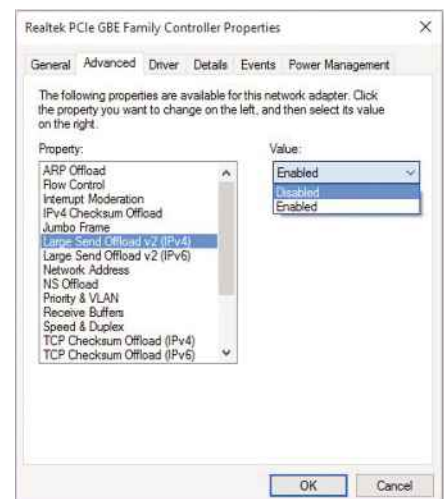 Realtek PCIe GBE Family Controller Properties
General Advanced Driver Details Events Power Management
The following properties are available for this network adapter. Click
the property you want to change on the left, and then select its value
on the right.
Property:
ARP Offload
Flow Control
Interrupt Moderation
IPv4 Checksum Offload
Jumbo Frame
Large Send Offload v2 (IPv4)
Large Send Offload v2 (IPv6)
Network Address
NS Offload
Priority & VLAN
Receive Buffers
Speed & Duplex
TCP Checksum Offload (IPv4)
TCP Checksum Offload (IPv6)
Value:
Enabled
Disabled
Enabled
OK Cancel